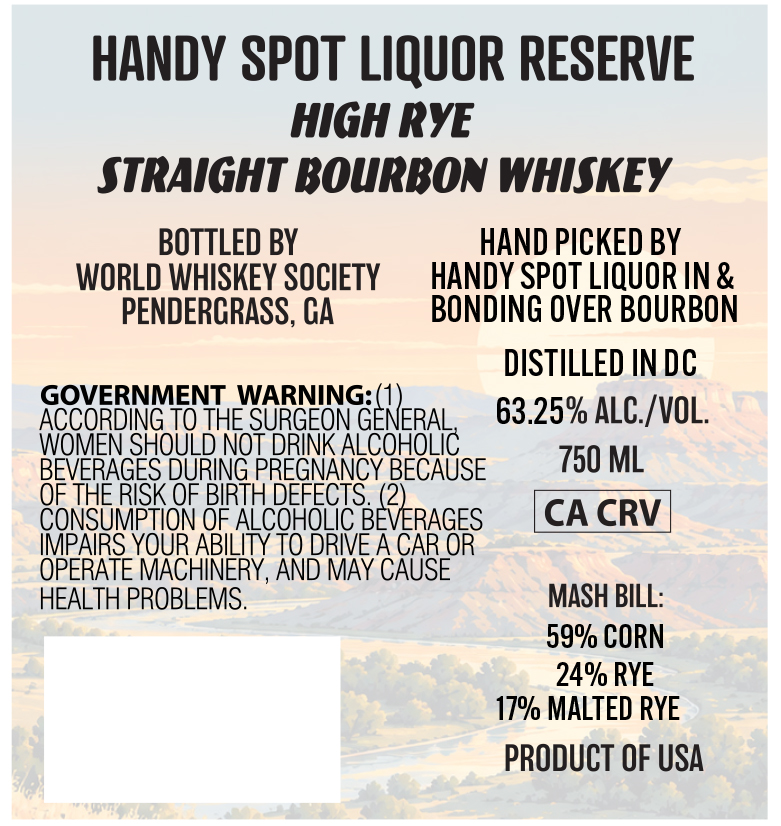 HANDY SPOT LIQUOR RESERVE
HIGH RYE
STRAIGHT BOURBON WHISKEY
BOTTLED BY
WORLD WHISKEY SOCIETY
PENDERGRASS, GA
HAND PICKED BY
HANDY SPOT LIQUOR IN &
BONDING OVER BOURBON
DISTILLED IN DC
63.25% ALC./VOL.
750 ML
CA CRV
GOVERNMENT WARNING: (1)
ACCORDING TO THE SURGEON GENERAL,
WOMEN SHOULD NOT DRINK ALCOHOLIC
BEVERAGES DURING PREGNANCY BECAUSE
OF THE RISK OF BIRTH DEFECTS. (2)
CONSUMPTION OF ALCOHOLIC BEVERAGES
IMPAIRS YOUR ABILITY TO DRIVE A CAR OR
OPERATE MACHINERY, AND MAY CAUSE
HEALTH PROBLEMS.
MASH BILL:
59% CORN
24% RYE
17% MALTED RYE
PRODUCT OF USA